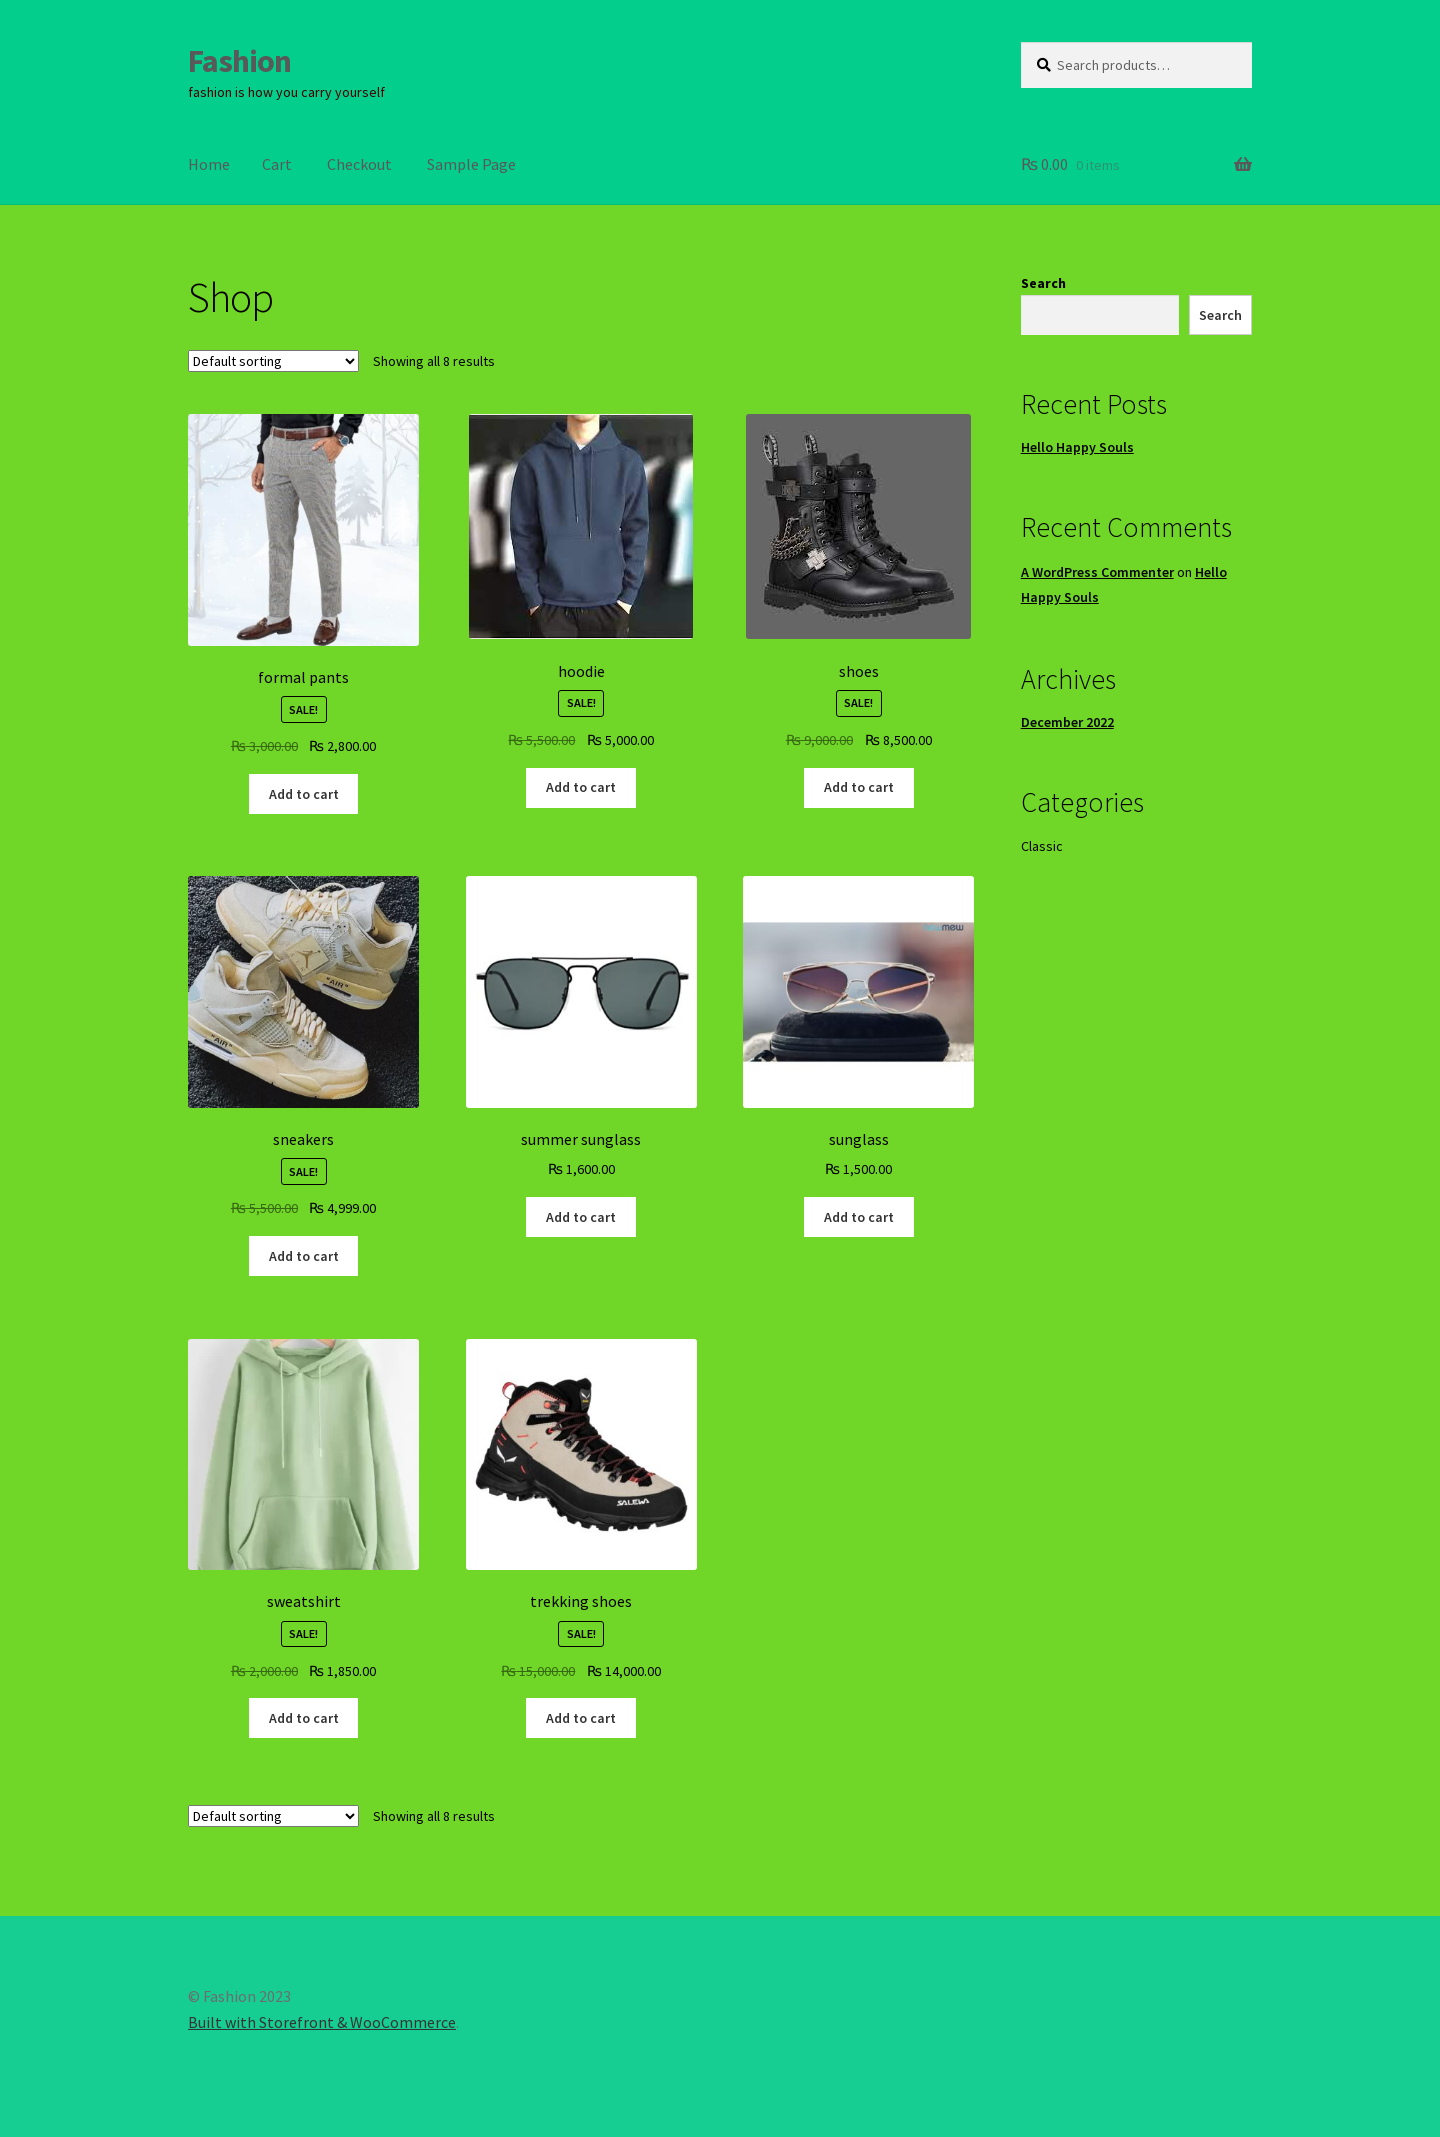 Fashion
fashion is how you carry yourself
Search products…
Home Cart Checkout Sample Page
₨ 0.00 0 items
Shop
Default sorting Showing all 8 results
formal pants
SALE!
₨ 3,000.00 ₨ 2,800.00
Add to cart
hoodie
SALE!
₨ 5,500.00 ₨ 5,000.00
Add to cart
shoes
SALE!
₨ 9,000.00 ₨ 8,500.00
Add to cart
"AIR"
"AIR"
sneakers
SALE!
₨ 5,500.00 ₨ 4,999.00
Add to cart
summer sunglass
₨ 1,600.00
Add to cart
sunglass
₨ 1,500.00
Add to cart
sweatshirt
SALE!
₨ 2,000.00 ₨ 1,850.00
Add to cart
SALEWA
trekking shoes
SALE!
₨ 15,000.00 ₨ 14,000.00
Add to cart
Default sorting Showing all 8 results
Search
Search
Recent Posts
Hello Happy Souls
Recent Comments
A WordPress Commenter on Hello
Happy Souls
Archives
December 2022
Categories
Classic
© Fashion 2023
Built with Storefront & WooCommerce.